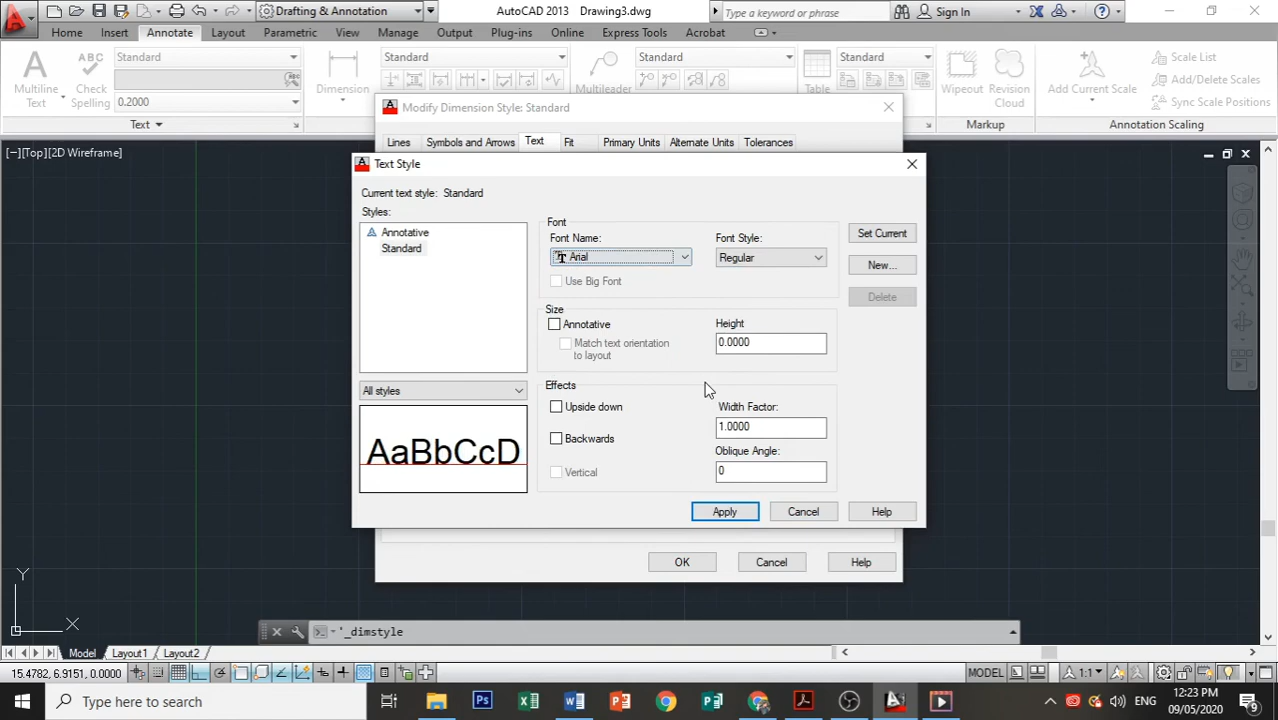 Drafting & Annotation
AutoCAD 2013 Drawing3.dwg
Type a keyword or phrase
Sign In
Home Insert Annotate Layout Parametric View Manage Output Plug-ins Online Express Tools Acrobat
Standard
ABC
Multiline Text
Check Spelling
0.2000
Text
Dimension
Standard
Multileader
Standard
Table
Standard
Wipeout
Revision Cloud
Markup
Add Current Scale
Scale List
Add/Delete Scales
Sync Scale Positions
Annotation Scaling
Modify Dimension Style: Standard
Lines Symbols and Arrows Text Fit Primary Units Alternate Units Tolerances
[−][Top][2D Wireframe]
Text Style
Current text style: Standard
Styles:
Annotative
Standard
All styles
AaBbCcD
Font
Font Name:
Arial
Font Style:
Regular
Use Big Font
Size
Annotative
Match text orientation
to layout
Height
0.0000
Effects
Upside down
Backwards
Vertical
Width Factor:
1.0000
Oblique Angle:
0
Set Current
New...
Delete
Apply Cancel Help
OK Cancel Help
Y
X
'_dimstyle
Model Layout1 Layout2
15.4782, 6.9151, 0.0000
MODEL
1:1
Type here to search
ENG
12:23 PM
09/05/2020
9